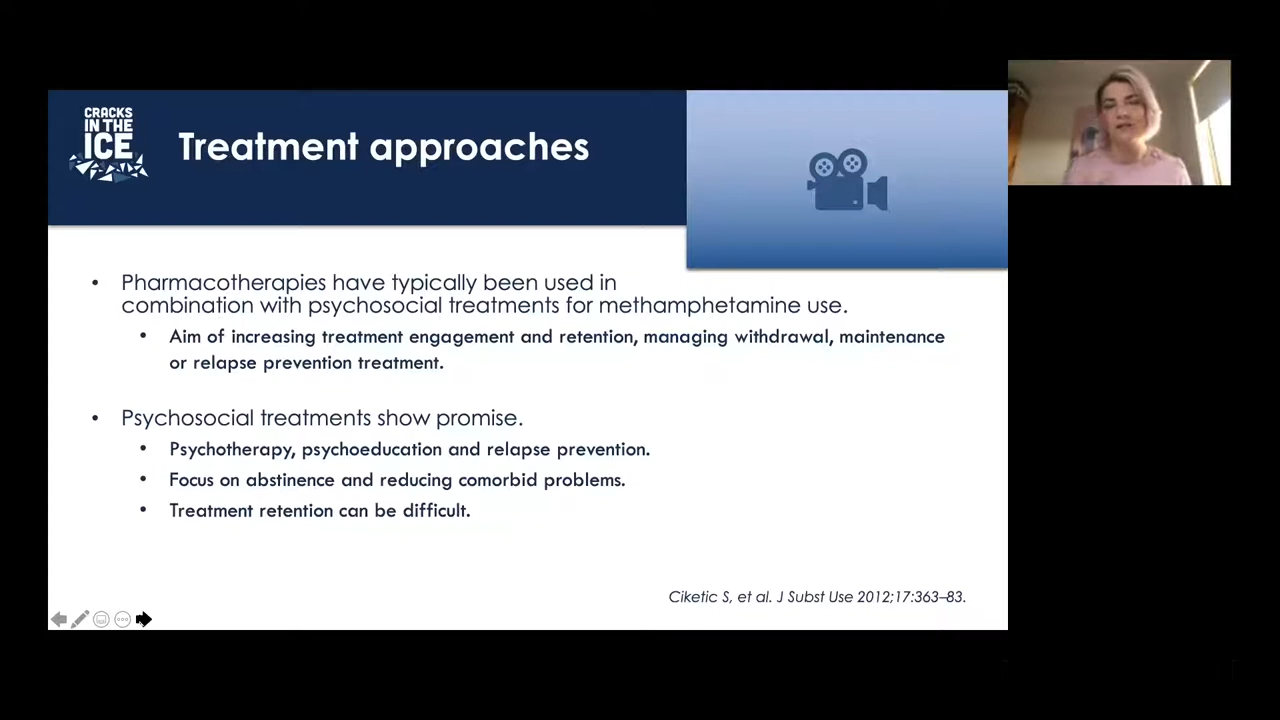 CRACKS
IN THE
ICE
Treatment approaches
• Pharmacotherapies have typically been used in
combination with psychosocial treatments for methamphetamine use.
• Aim of increasing treatment engagement and retention, managing withdrawal, maintenance
or relapse prevention treatment.
• Psychosocial treatments show promise.
• Psychotherapy, psychoeducation and relapse prevention.
• Focus on abstinence and reducing comorbid problems.
• Treatment retention can be difficult.
Ciketic S, et al. J Subst Use 2012;17:363–83.